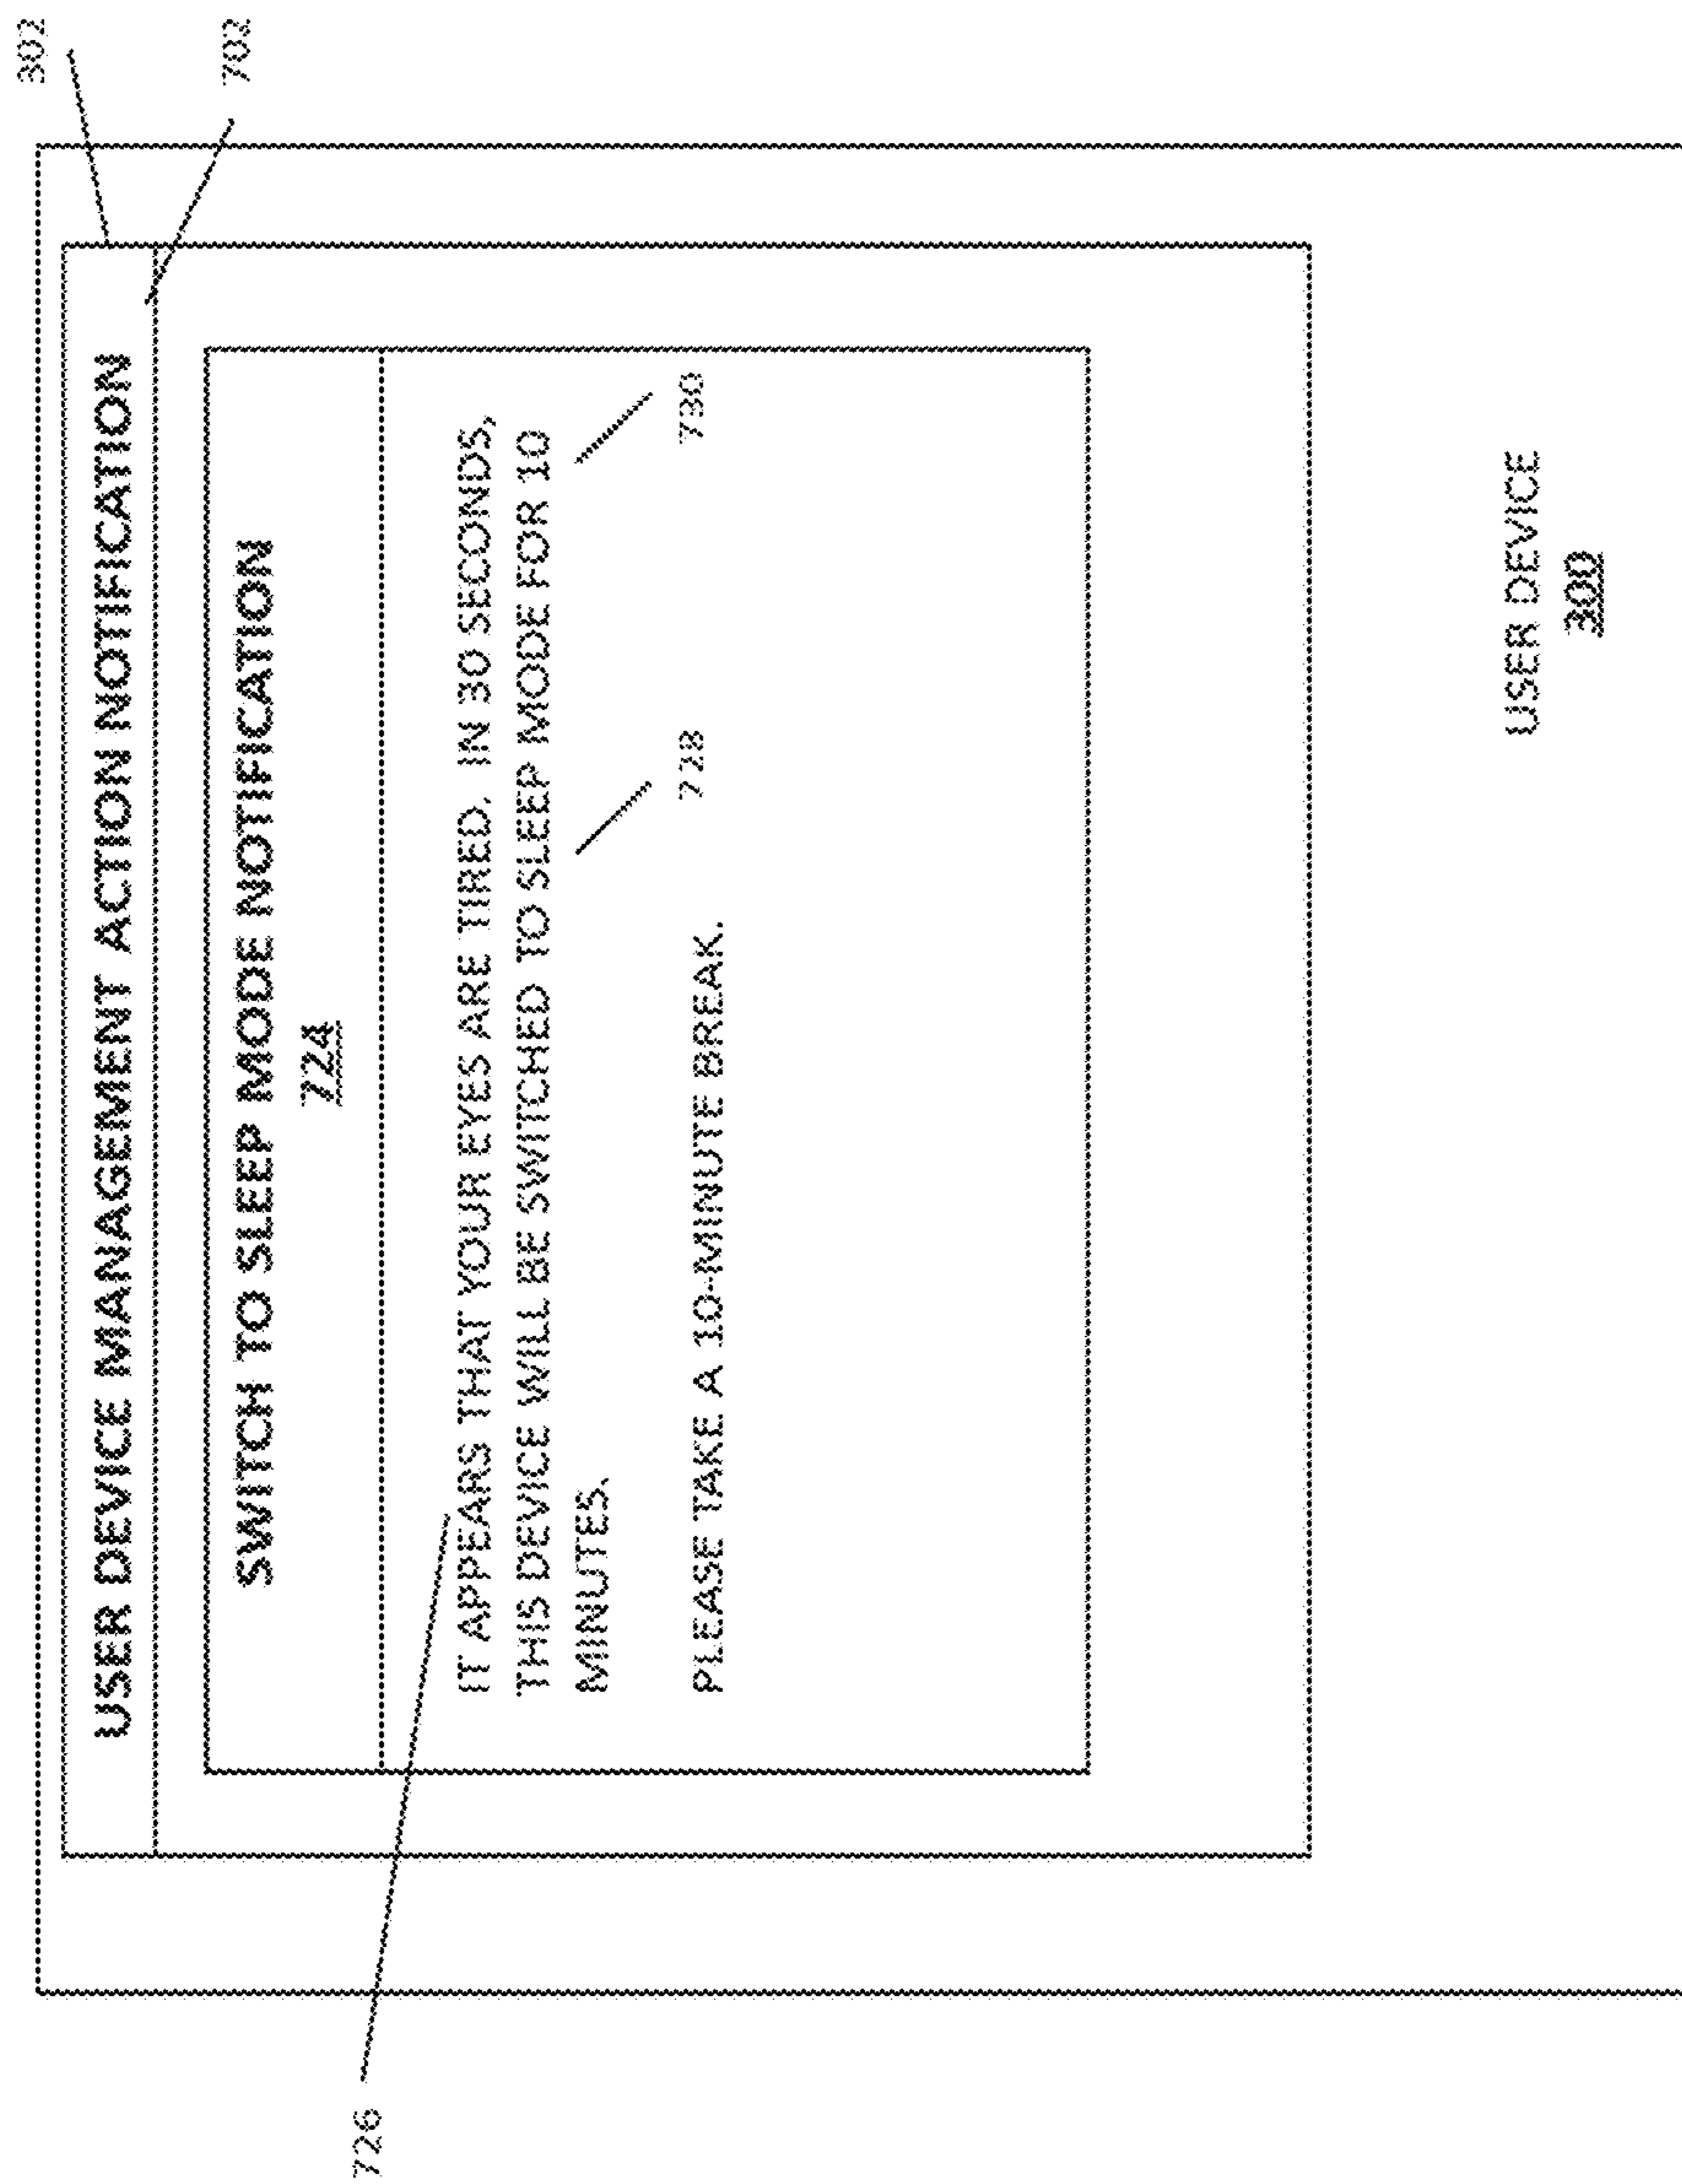 302
702
USER DEVICE MANAGEMENT ACTION NOTIFICATION
SWITCH TO SLEEP MODE NOTIFICATION
724
726
IT APPEARS THAT YOUR EYES ARE TIRED. IN 30 SECONDS,
THIS DEVICE WILL BE SWITCHED TO SLEEP MODE FOR 10
MINUTES.
728
730
PLEASE TAKE A 10-MINUTE BREAK.
USER DEVICE
300